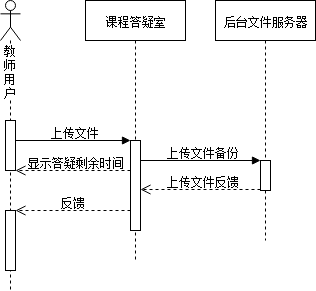 教师用户
课程答疑室
后台文件服务器
上传文件
上传文件备份
显示答疑剩余时间
上传文件反馈
反馈